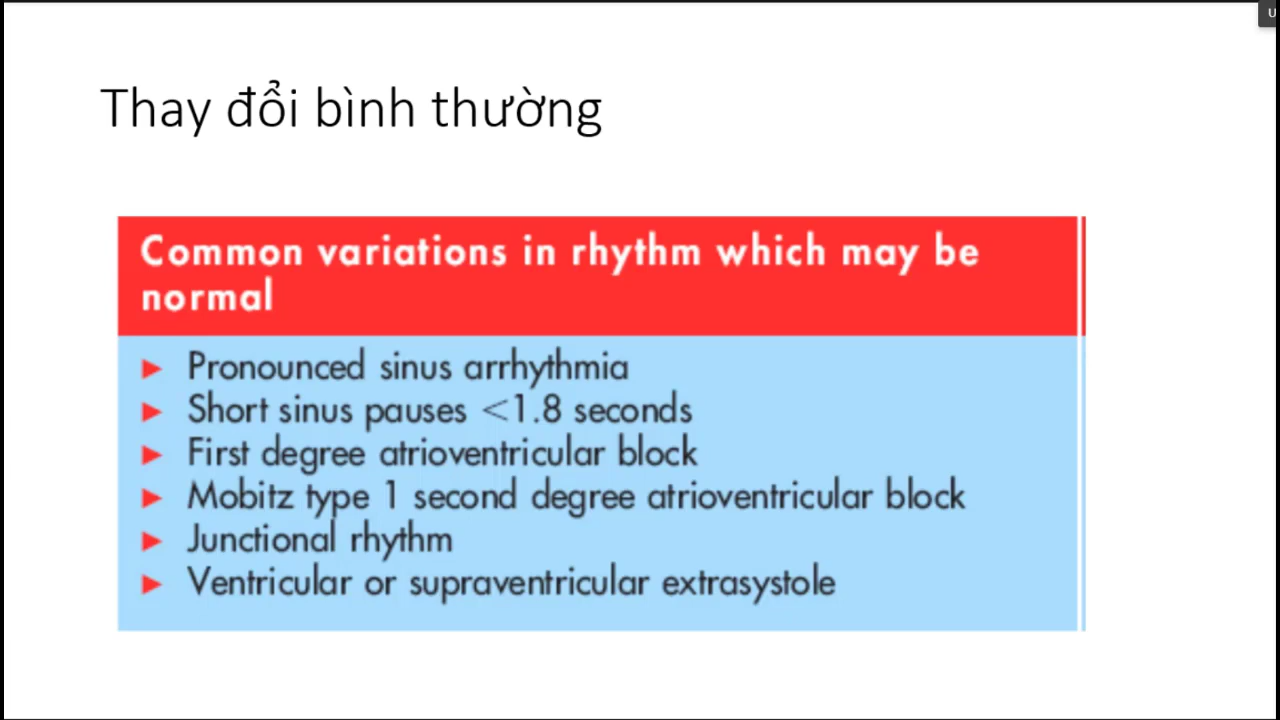 Thay đổi bình thường
Common variations in rhythm which may be
normal
► Pronounced sinus arrhythmia
► Short sinus pauses <1.8 seconds
► First degree atrioventricular block
► Mobitz type 1 second degree atrioventricular block
► Junctional rhythm
► Ventricular or supraventricular extrasystole